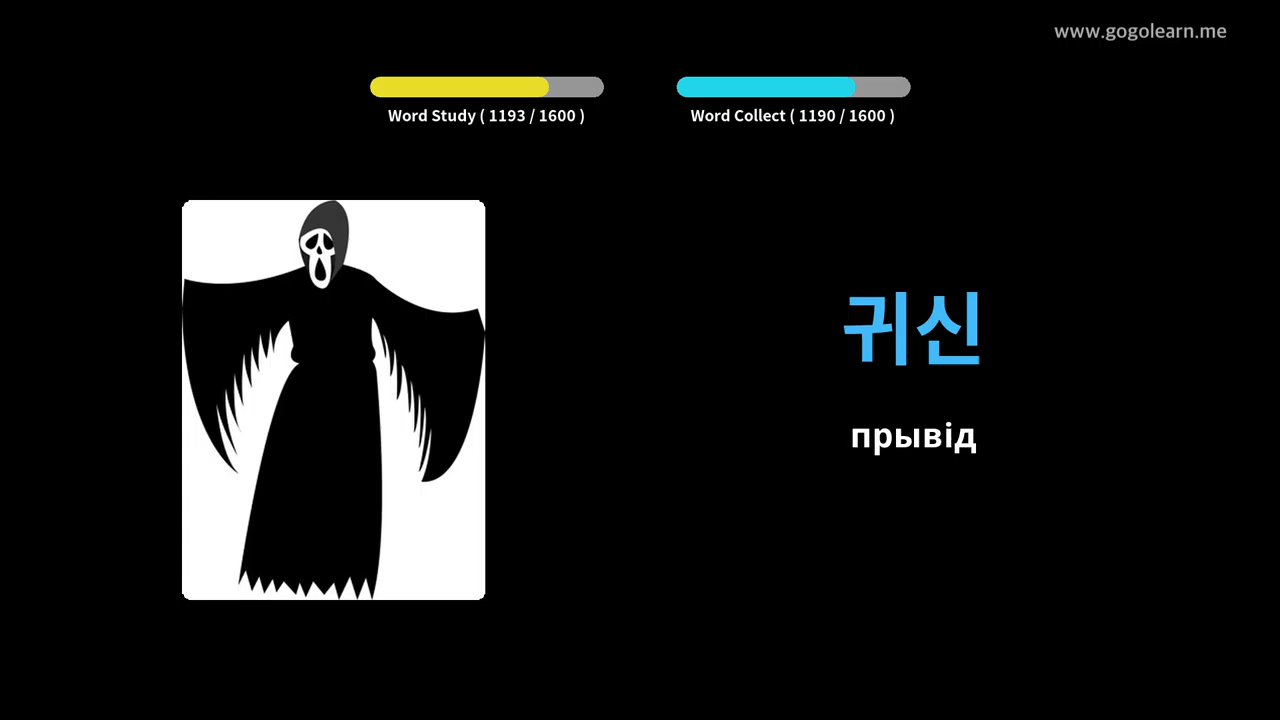 www.gogolearn.me
Word Study ( 1193 / 1600 )
Word Collect ( 1190 / 1600 )
귀신
прывід